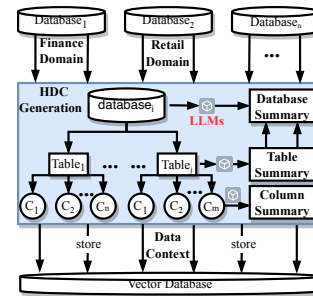 Database1 Database2 Databasen
Finance Domain
Retail Domain
...
HDC Generation
databasei
LLMs
Database Summary
Table1 ... ... Tablej
Table Summary
C1 C2 ...... Cn C1 C2 ...... Cm
Column Summary
store
Data Context
store
Vector Database